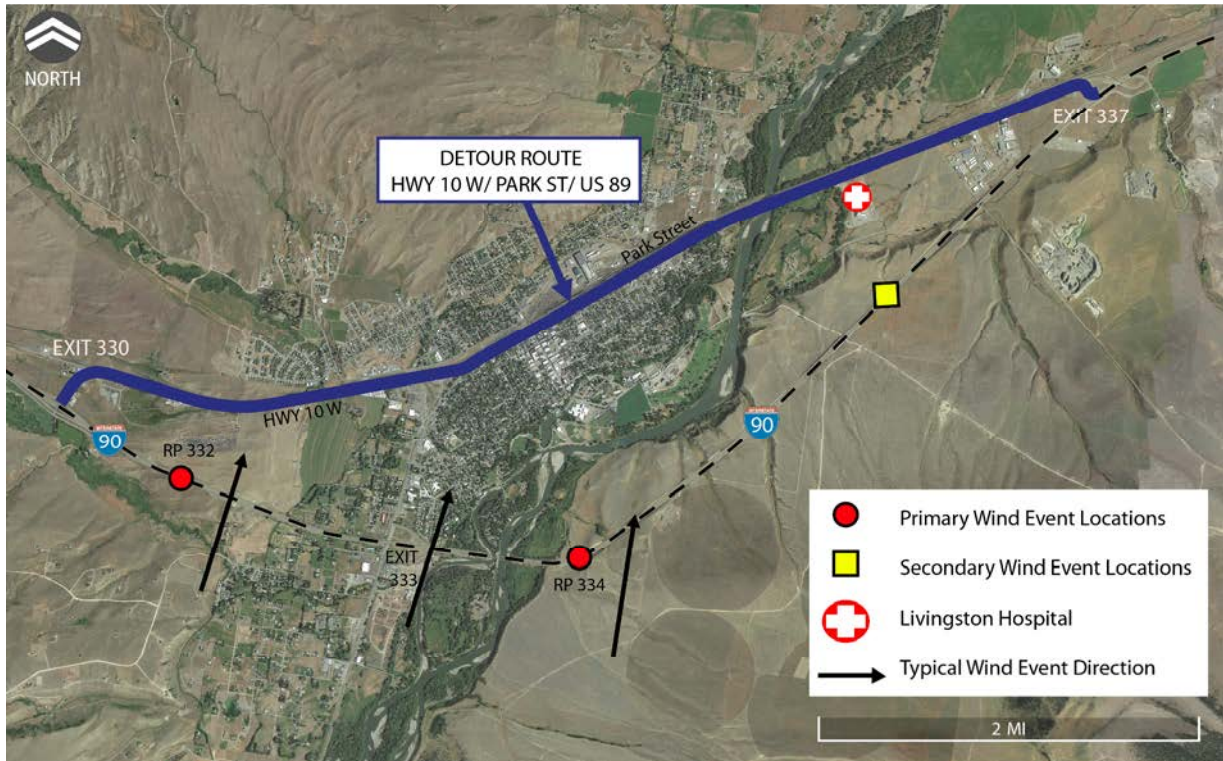 NORTH
DETOUR ROUTE
HWY 10 W/ PARK ST/ US 89
Park Street
EXIT 337
EXIT 330
HWY 10 W
INTERSTATE
90
RP 332
INTERSTATE
90
EXIT
333
RP 334
Primary Wind Event Locations
Secondary Wind Event Locations
Livingston Hospital
Typical Wind Event Direction
2 MI